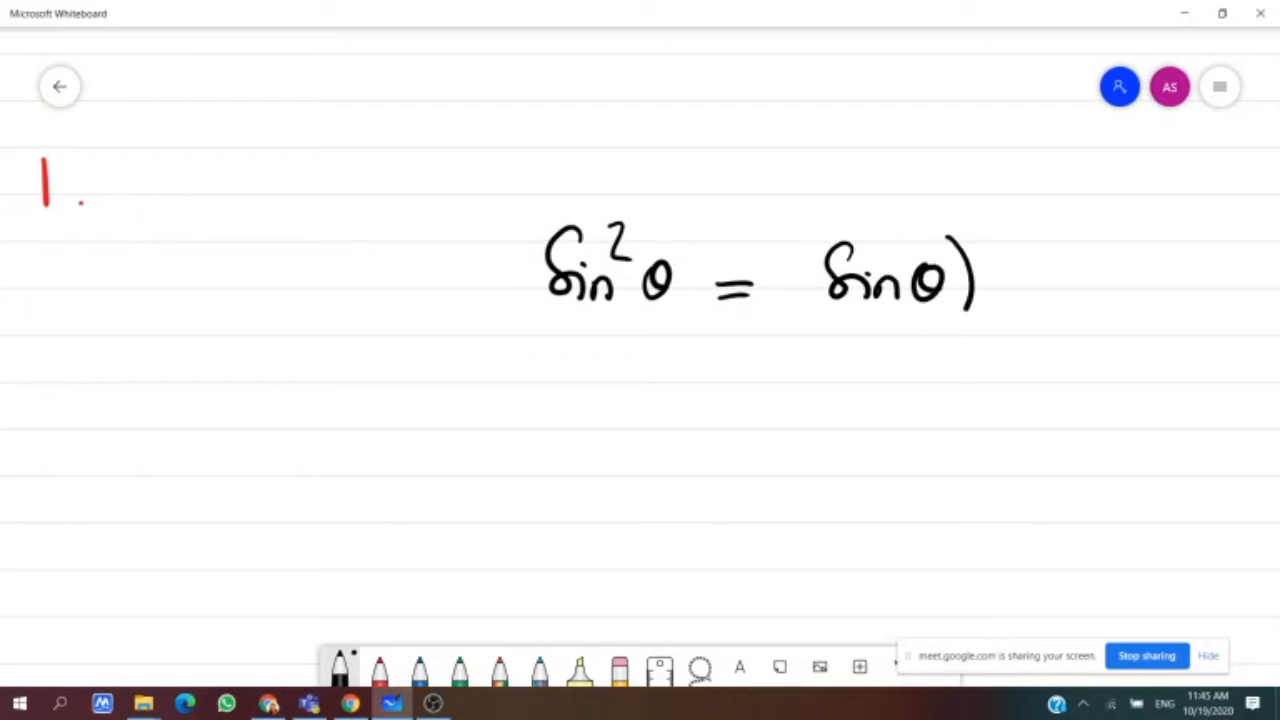 Microsoft Whiteboard
AS
1.
Sin²θ = Sinθ)
A
meet.google.com is sharing your screen.
Stop sharing
Hide
ENG
11:45 AM
10/19/2020